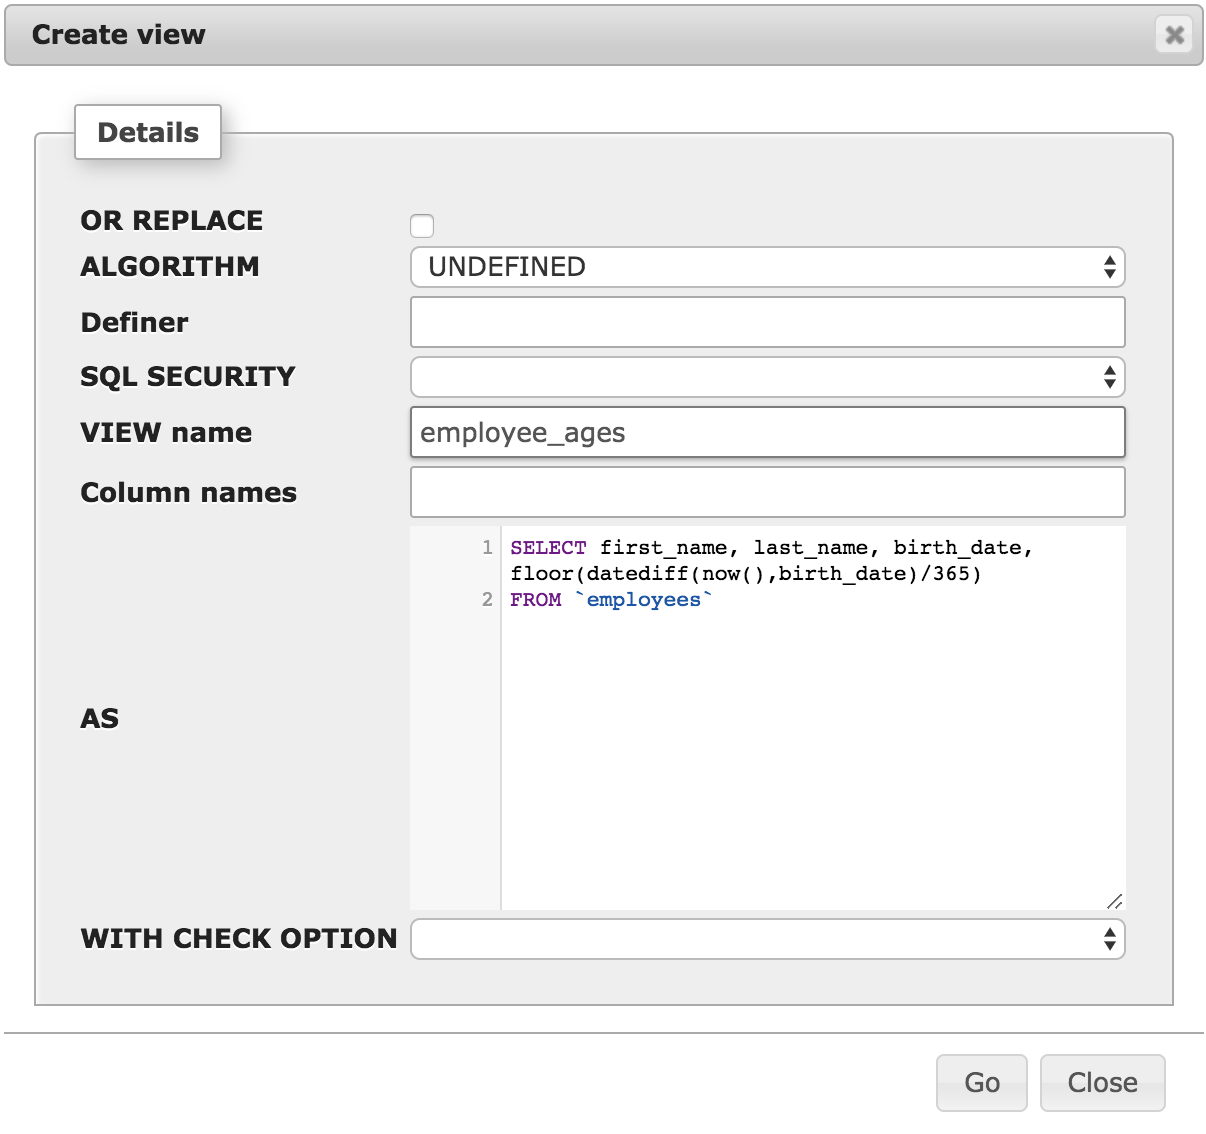 Create view
Details
OR REPLACE
ALGORITHM UNDEFINED
Definer
SQL SECURITY
VIEW name employee_ages
Column names
1 SELECT first_name, last_name, birth_date,
floor(datediff(now(),birth_date)/365)
2 FROM `employees`
AS
WITH CHECK OPTION
Go Close